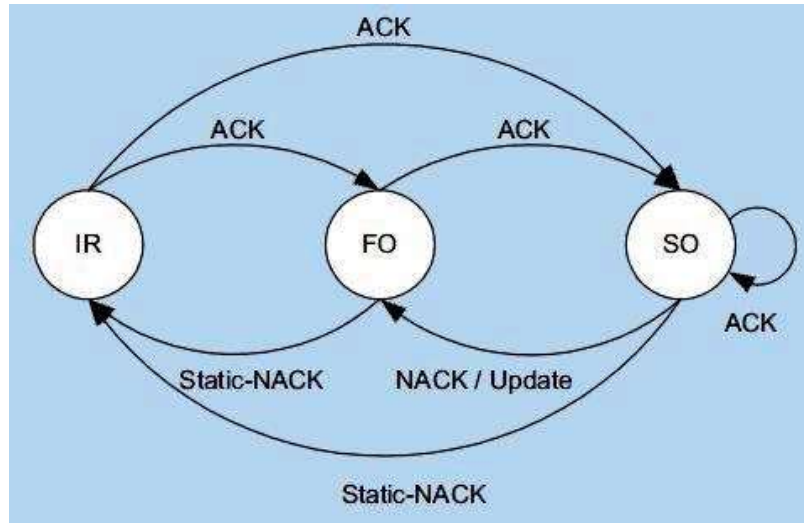 ACK
ACK
ACK
IR
FO
SO
ACK
Static-NACK
NACK / Update
Static-NACK